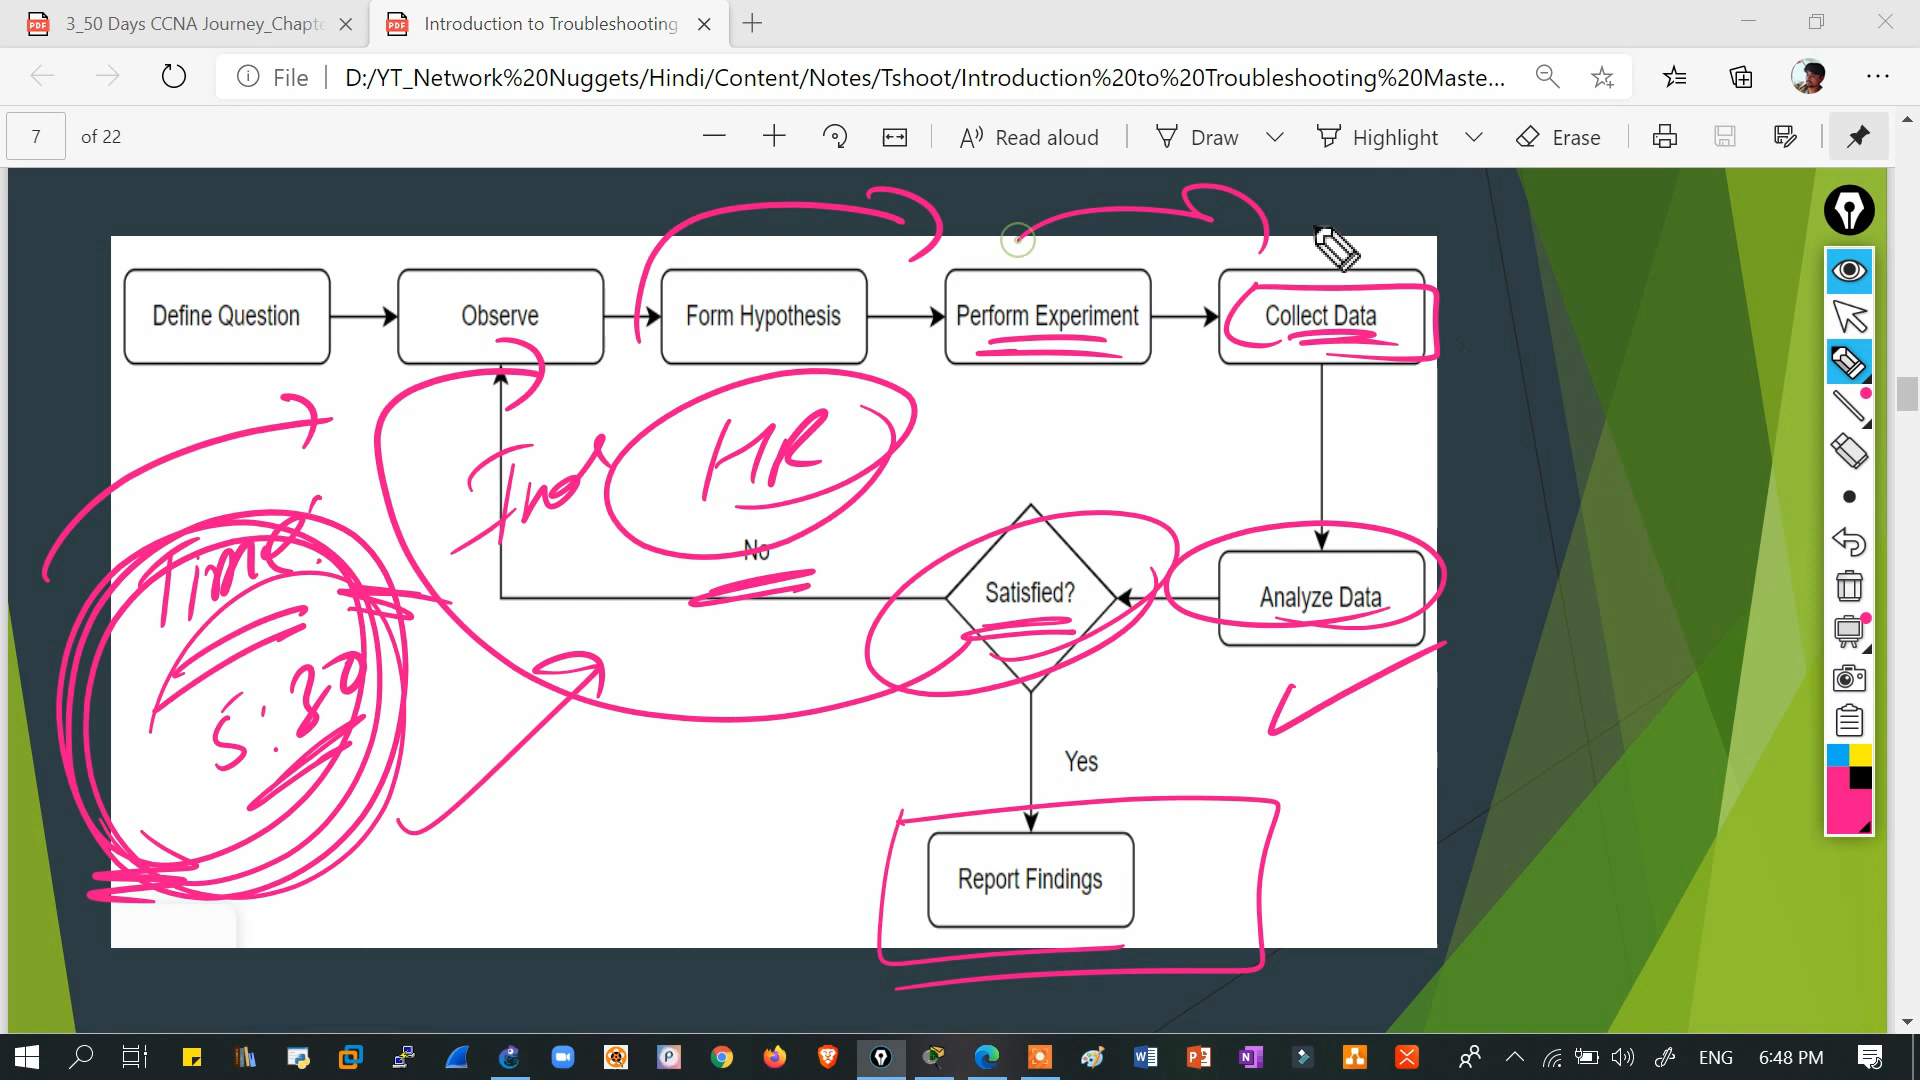 3_50 Days CCNA Journey_Chapte
Introduction to Troubleshooting
File
D:/YT_Network%20Nuggets/Hindi/Content/Notes/Tshoot/Introduction%20to%20Troubleshooting%20Maste...
7 of 22
Read aloud
Draw
Highlight
Erase
Define Question
Observe
Form Hypothesis
Perform Experiment
Collect Data
HR
No
Time:
Satisfied?
Analyze Data
5:30
Yes
Report Findings
ENG
6:48 PM